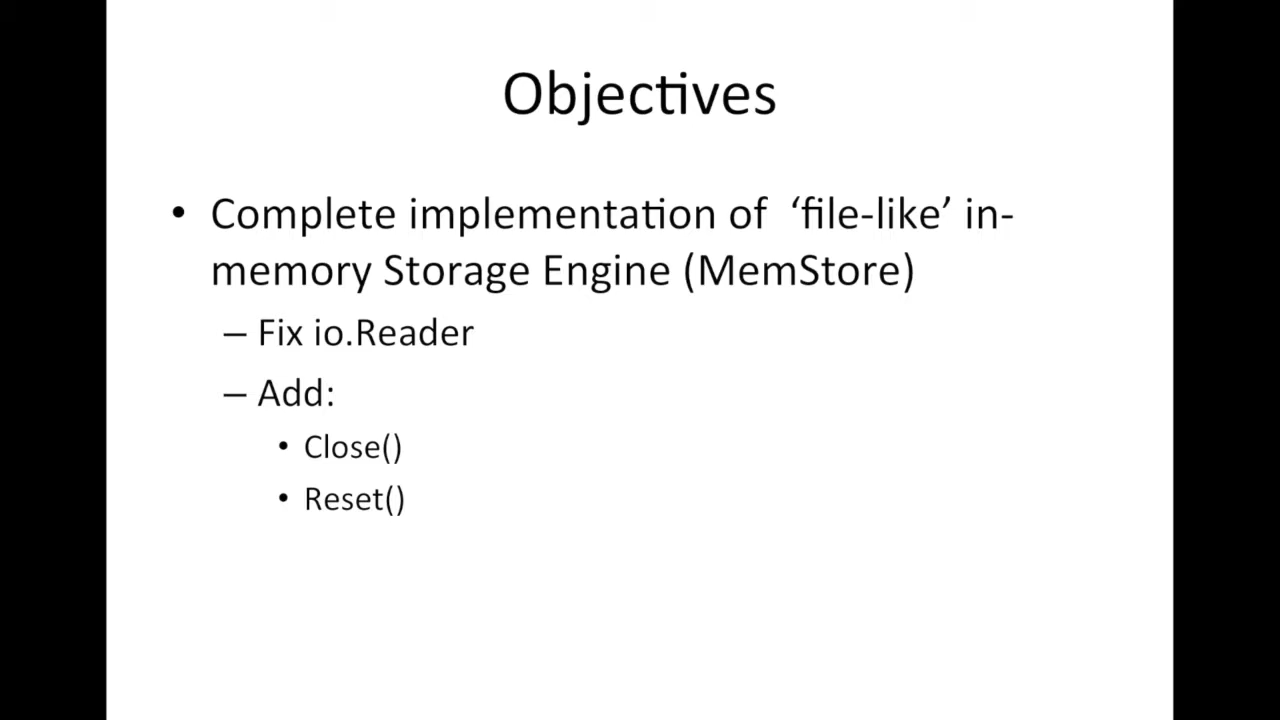 Objectives
• Complete implementation of ‘file-like’ in-
memory Storage Engine (MemStore)
– Fix io.Reader
– Add:
• Close()
• Reset()